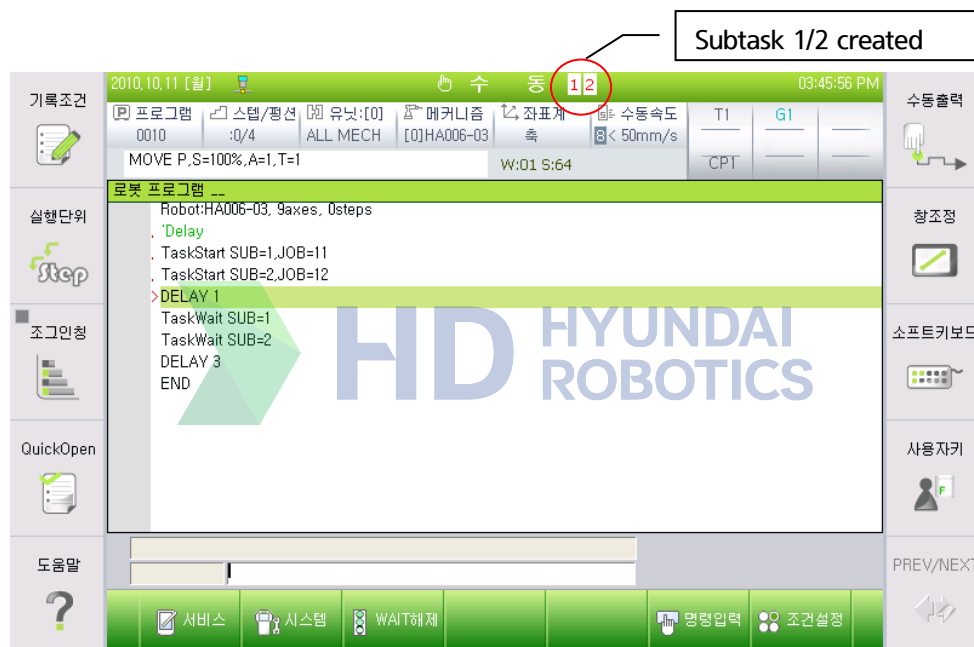 Subtask 1/2 created
2010,10,11 [월] 수 동 1 2 03:45:56 PM
프로그램 스텝/평션 유닛:[0] 메커니즘 좌표계 수동속도 T1 G1
0010 :0/4 ALL MECH [0]HA006-03 축 < 50mm/s
MOVE P,S=100%,A=1,T=1 W:01 S:64 CP1
로봇 프로그램 __
Robot:HA006-03, 9axes, 0steps
'Delay
TaskStart SUB=1,JOB=11
TaskStart SUB=2,JOB=12
>DELAY 1
TaskWait SUB=1
TaskWait SUB=2
DELAY 3
END
HD HYUNDAI
ROBOTICS
기록조건
실행단위
Step
조그인칭
QuickOpen
도움말
?
수동출력
창조정
소프트키보드
사용자키
F
PREV/NEXT
서비스 시스템 WAIT해제 명령입력 조건설정